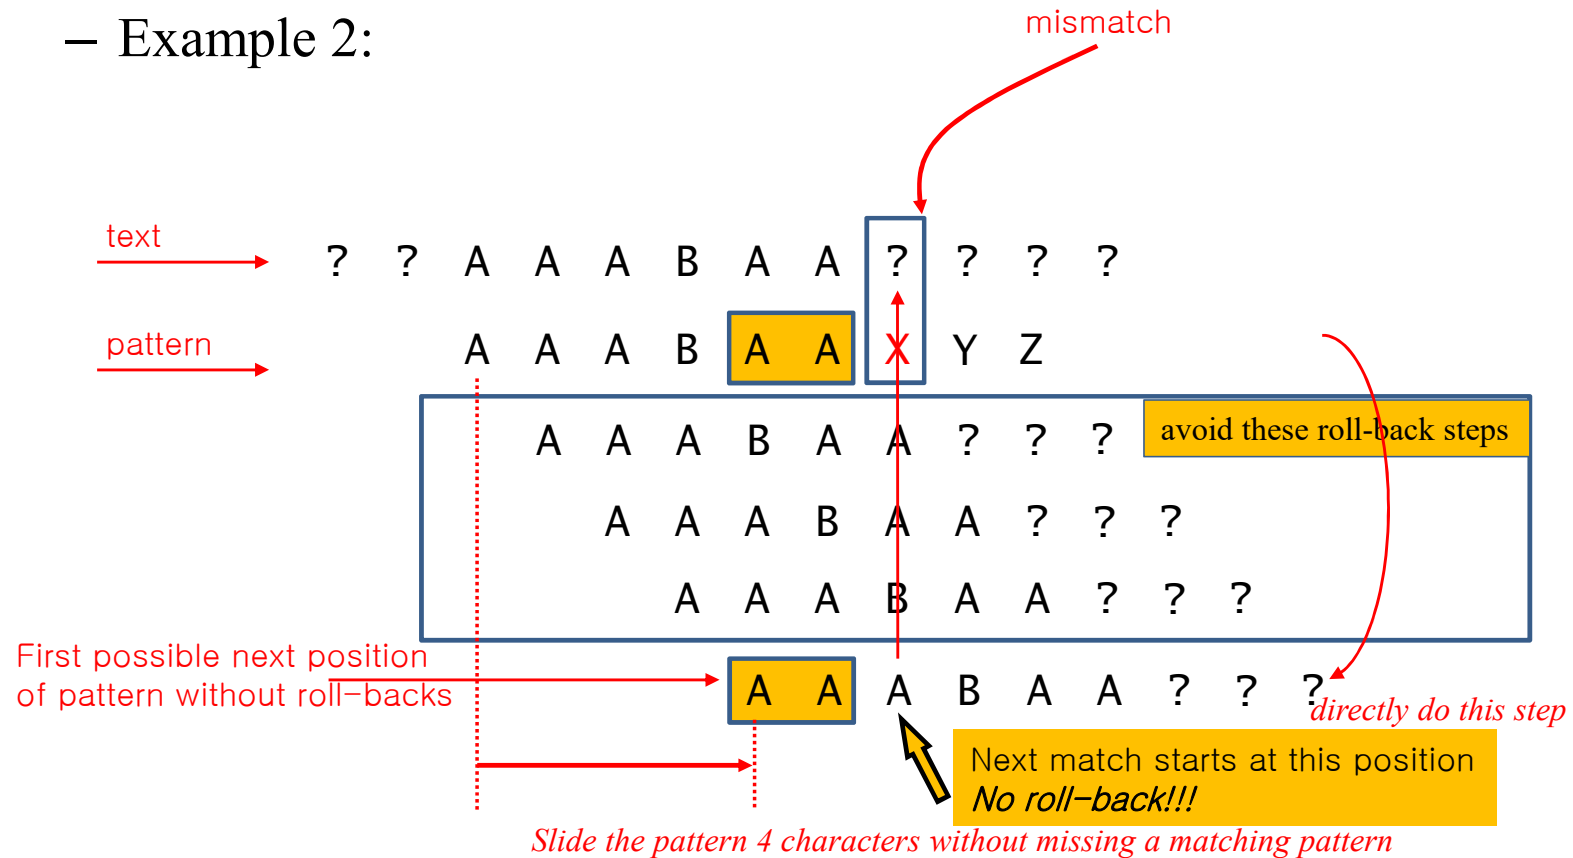 – Example 2:
mismatch
text
? ? A A A B A A ? ? ? ?
pattern
A A A B A A X Y Z
A A A B A A ? ? ?
avoid these roll-back steps
A A A B A A ? ? ?
A A A B A A ? ? ?
First possible next position
of pattern without roll-backs
A A A B A A ? ? ?
directly do this step
Next match starts at this position
No roll-back!!!
Slide the pattern 4 characters without missing a matching pattern